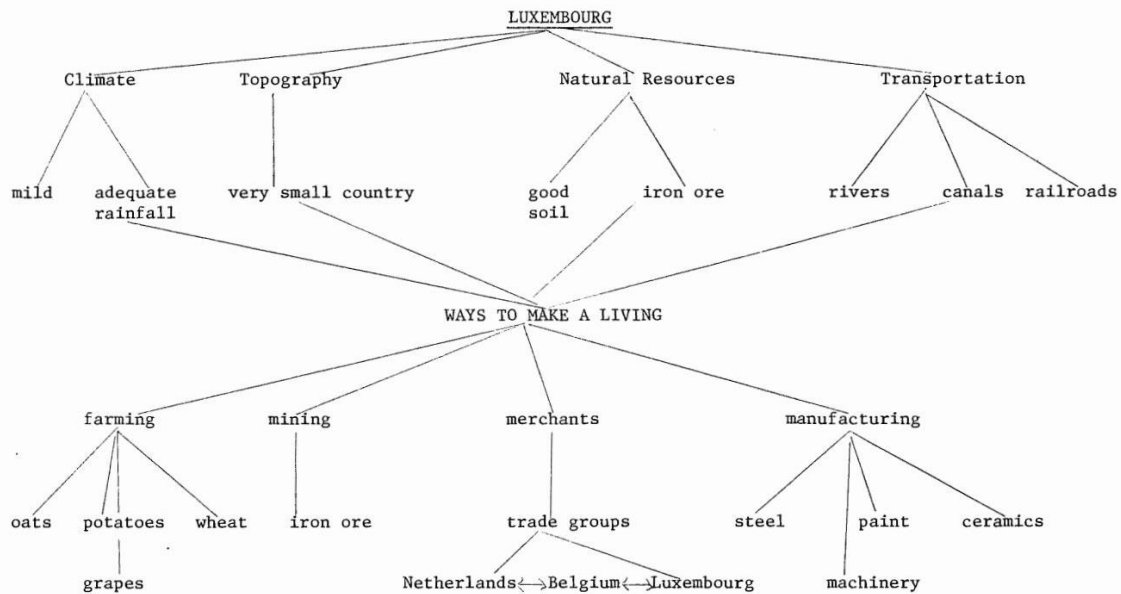 LUXEMBOURG
Climate Topography Natural Resources Transportation
mild adequate very small country good iron ore rivers canals railroads
rainfall soil
WAYS TO MAKE A LIVING
farming mining merchants manufacturing
oats potatoes wheat iron ore trade groups steel paint ceramics
grapes Netherlands<-->Belgium<-->Luxembourg machinery